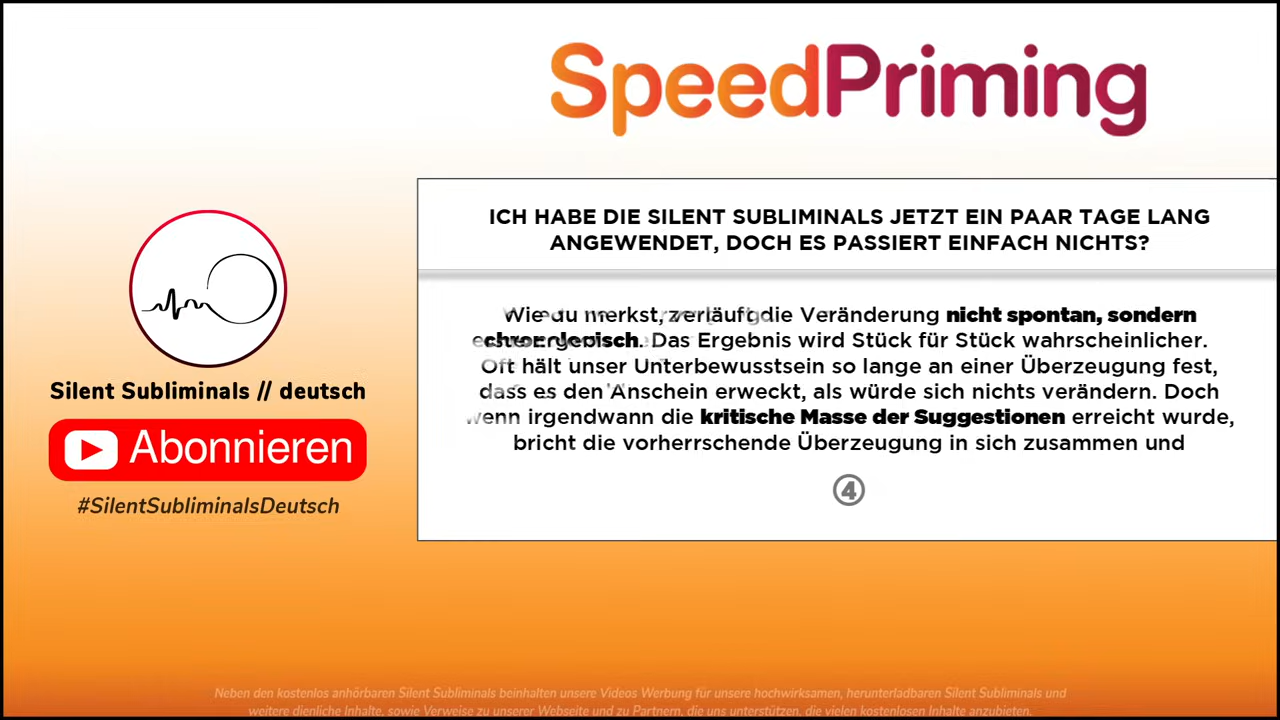 SpeedPriming
ICH HABE DIE SILENT SUBLIMINALS JETZT EIN PAAR TAGE LANG
ANGEWENDET, DOCH ES PASSIERT EINFACH NICHTS?
Wie du merkst, die Veränderung nicht spontan, sondern
Das Ergebnis wird Stück für Stück wahrscheinlicher.
Oft hält unser Unterbewusstsein so lange an einer Überzeugung fest,
dass es den Anschein erweckt, als würde sich nichts verändern. Doch
wenn irgendwann die kritische Masse der Suggestionen erreicht wurde,
bricht die vorherrschende Überzeugung in sich zusammen und
4
Silent Subliminals // deutsch
Abonnieren
#SilentSubliminalsDeutsch
Neben den kostenlos anhörbaren Silent Subliminals beinhalten unsere Videos Werbung für unsere hochwirksamen, herunterladbaren Silent Subliminals und
weitere dienliche Inhalte, sowie Verweise zu unserer Webseite und zu Partnern, die uns unterstützen, die vielen kostenlosen Inhalte anzubieten.